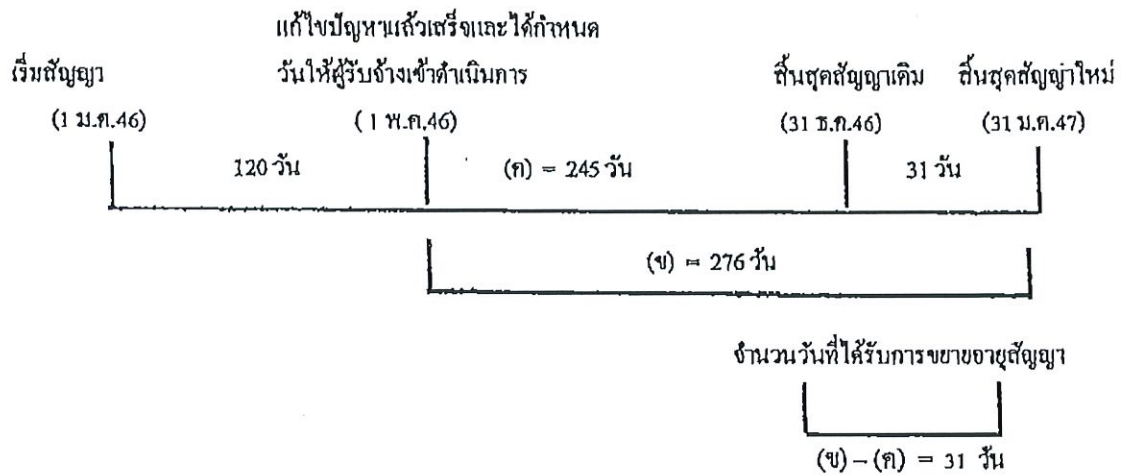 แก้ไขปัญหาแล้วเสร็จและได้กำหนด
เริ่มสัญญา วันให้ผู้รับจ้างเข้าดำเนินการ สิ้นสุดสัญญาเดิม สิ้นสุดสัญญาใหม่
(1 ม.ค.46) (1 พ.ค.46) (31 ธ.ค.46) (31 ม.ค.47)
120 วัน (ค) = 245 วัน 31 วัน
(ข) = 276 วัน
จำนวนวันที่ได้รับการขยายอายุสัญญา
(ข) – (ค) = 31 วัน